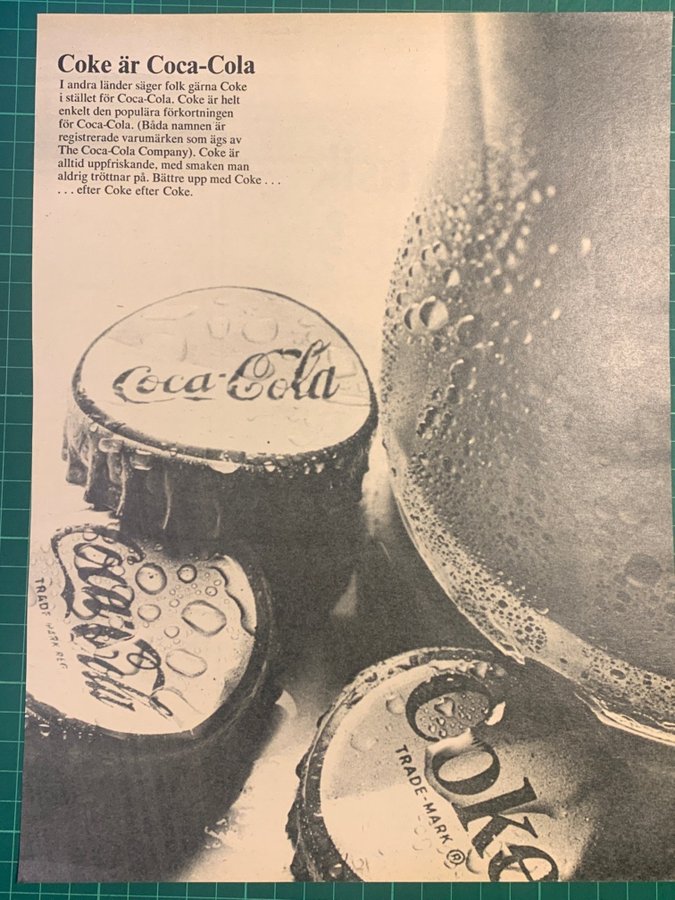 Coke är Coca-Cola
I andra länder säger folk gärna Coke
i stället för Coca-Cola. Coke är helt
enkelt den populära förkortningen
för Coca-Cola. (Båda namnen är
registrerade varumärken som ägs av
The Coca-Cola Company). Coke är
alltid uppfriskande, med smaken man
aldrig tröttnar på. Bättre upp med Coke . . .
. . . efter Coke efter Coke.
Coca-Cola
Coca-Cola
TRADE MARK REG
Coke
TRADE-MARK ®